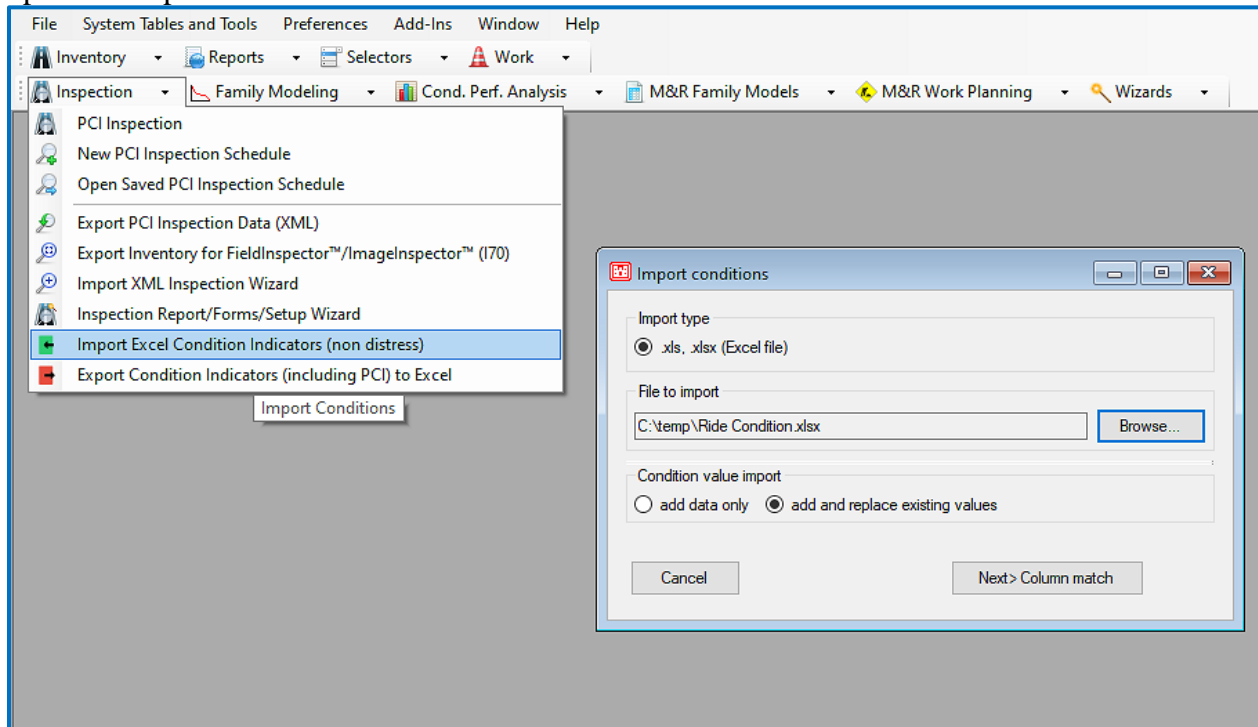 File System Tables and Tools Preferences Add-Ins Window Help
Inventory Reports Selectors Work
Inspection Family Modeling Cond. Perf. Analysis M&R Family Models M&R Work Planning Wizards
PCI Inspection
New PCI Inspection Schedule
Open Saved PCI Inspection Schedule
Export PCI Inspection Data (XML)
Export Inventory for FieldInspector™/ImageInspector™ (I70)
Import XML Inspection Wizard
Inspection Report/Forms/Setup Wizard
Import Excel Condition Indicators (non distress)
Export Condition Indicators (including PCI) to Excel
Import Conditions
Import conditions
Import type
.xls, .xlsx (Excel file)
File to import
C:\temp\Ride Condition.xlsx Browse...
Condition value import
add data only add and replace existing values
Cancel Next> Column match